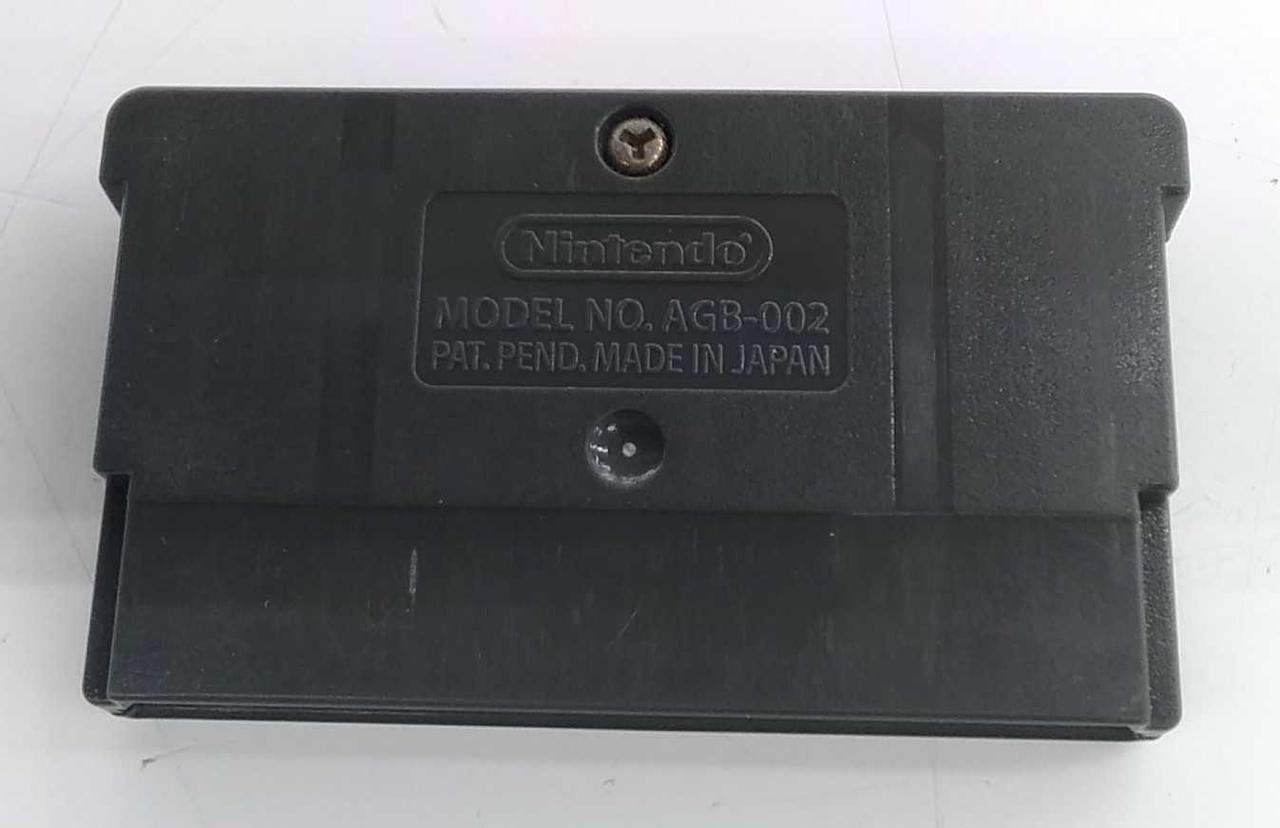 Nintendo®
MODEL NO. AGB-002
PAT. PEND. MADE IN JAPAN